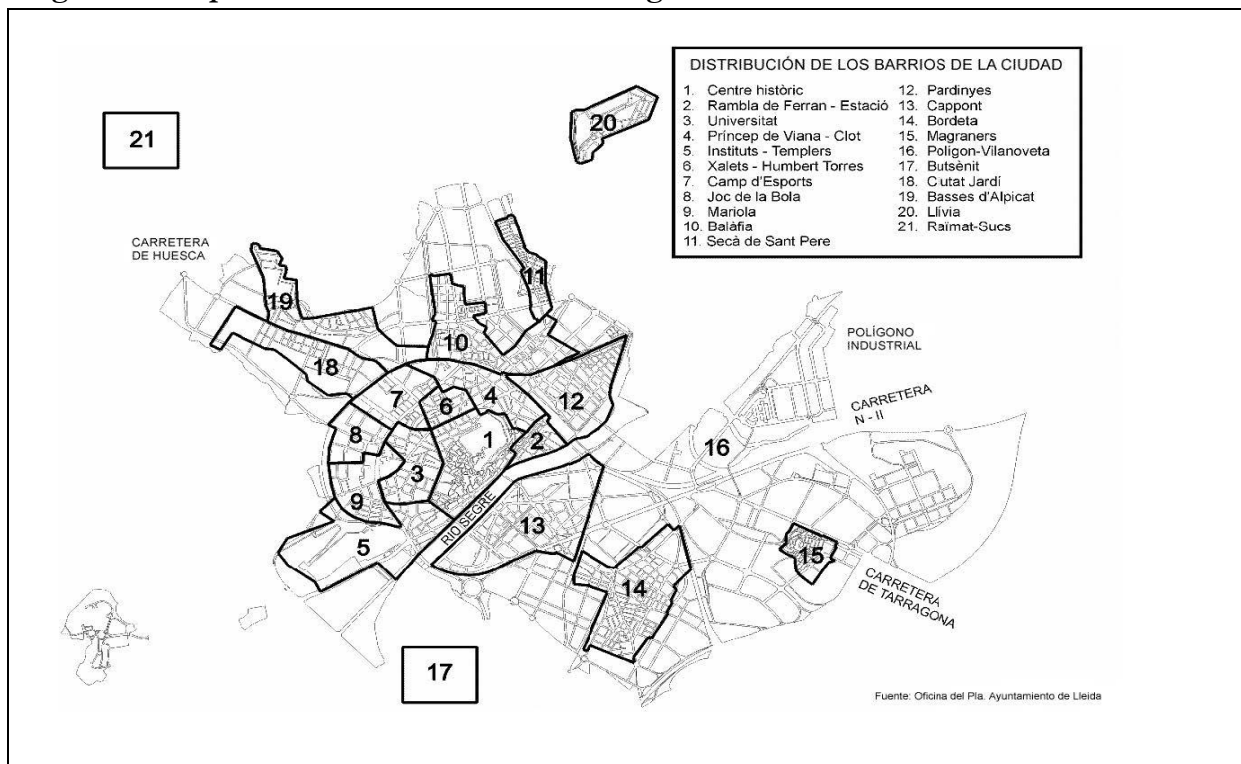 DISTRIBUCIÓN DE LOS BARRIOS DE LA CIUDAD
1. Centre històric
2. Rambla de Ferran - Estació
3. Universitat
4. Príncep de Viana - Clot
5. Instituts - Templers
6. Xalets - Humbert Torres
7. Camp d'Esports
8. Joc de la Bola
9. Mariola
10. Balàfia
11. Secà de Sant Pere
12. Pardinyes
13. Cappont
14. Bordeta
15. Magraners
16. Polígon-Vilanoveta
17. Butsènit
18. Ciutat Jardí
19. Basses d'Alpicat
20. Llívia
21. Raïmat-Sucs
20
21
CARRETERA
DE HUESCA
11
19
10
POLÍGONO
INDUSTRIAL
18
7
6
4
12
CARRETERA
N - II
8
1
2
16
3
9
RIO SEGRE
13
5
15
14
CARRETERA
DE TARRAGONA
17
Fuente: Oficina del Pla. Ayuntamiento de Lleida